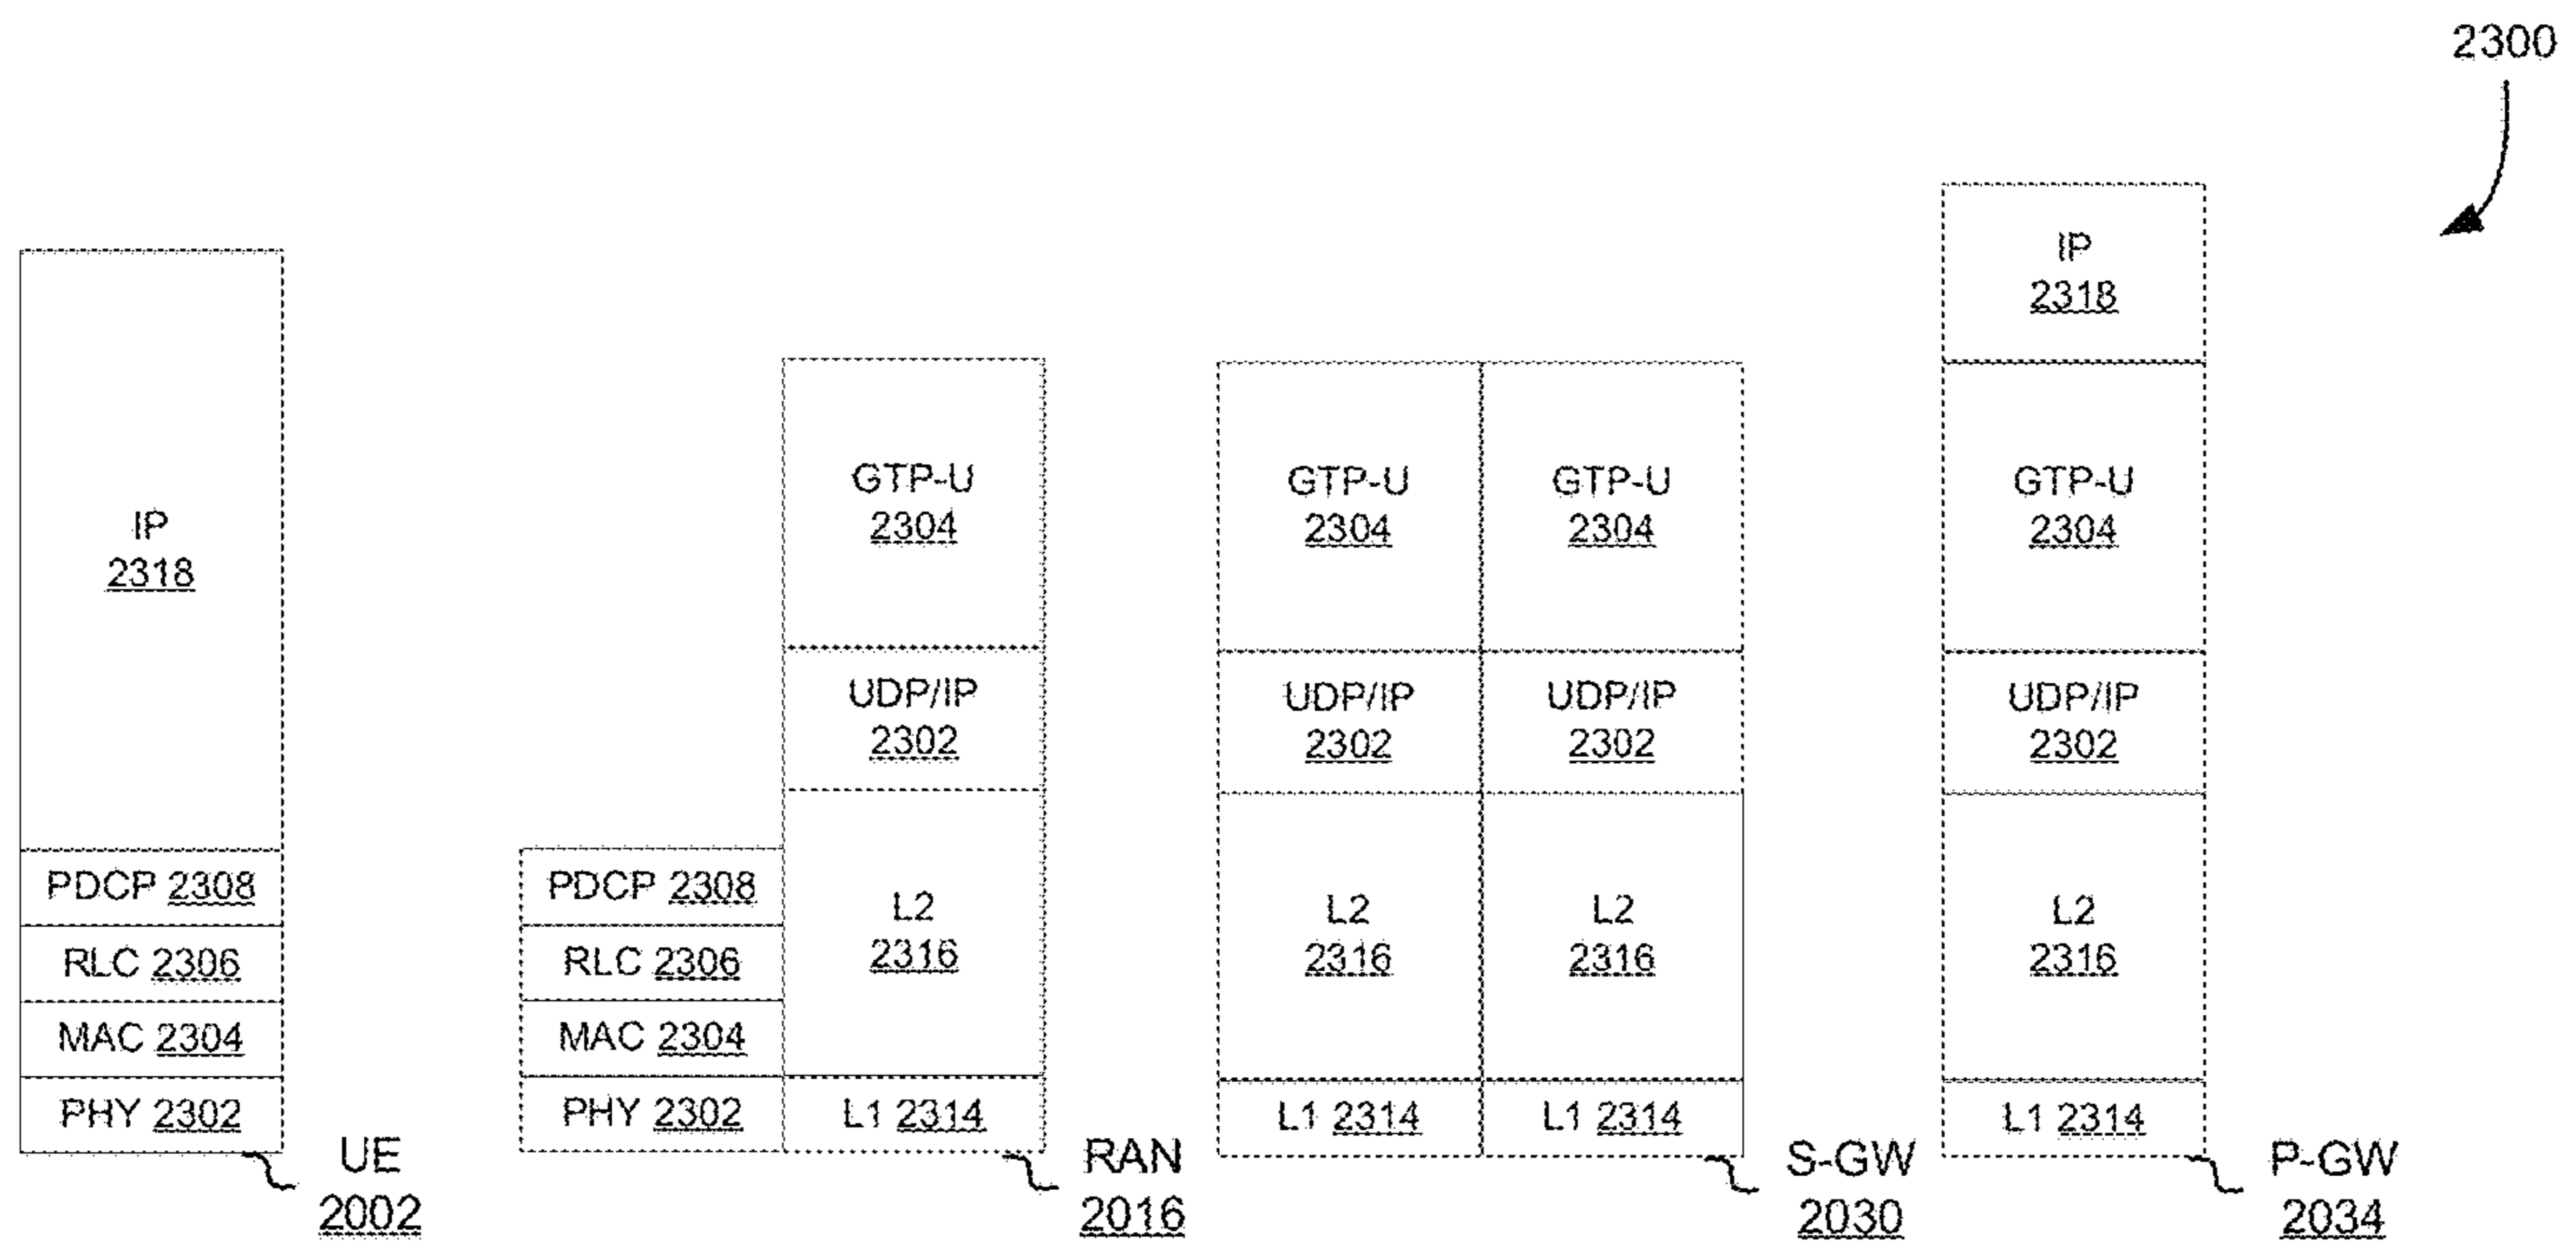 2300
IP
2318
PDCP 2308
RLC 2306
MAC 2304
PHY 2302
UE
2002
GTP-U
2304
UDP/IP
2302
PDCP 2308
RLC 2306
MAC 2304
PHY 2302
L2
2316
L1 2314
RAN
2016
GTP-U
2304
UDP/IP
2302
L2
2316
L1 2314
GTP-U
2304
UDP/IP
2302
L2
2316
L1 2314
S-GW
2030
IP
2318
GTP-U
2304
UDP/IP
2302
L2
2316
L1 2314
P-GW
2034